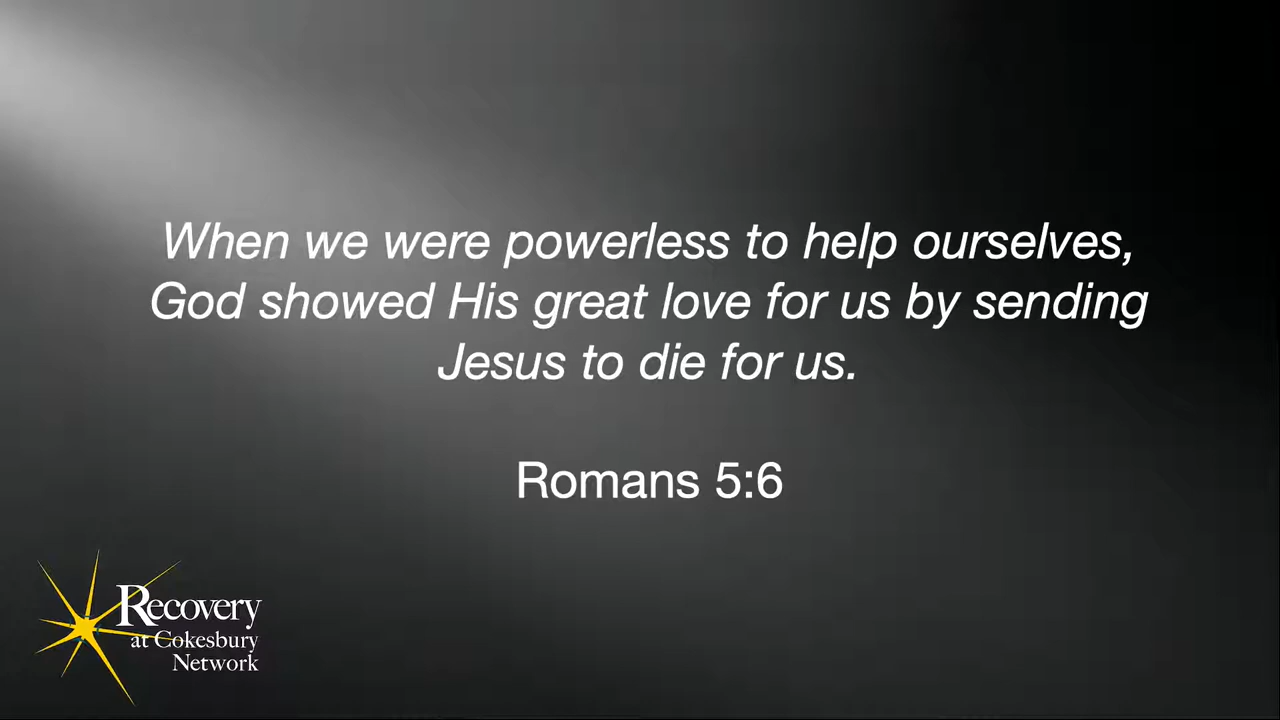 When we were powerless to help ourselves,
God showed His great love for us by sending
Jesus to die for us.
Romans 5:6
Recovery
at Cokesbury
Network